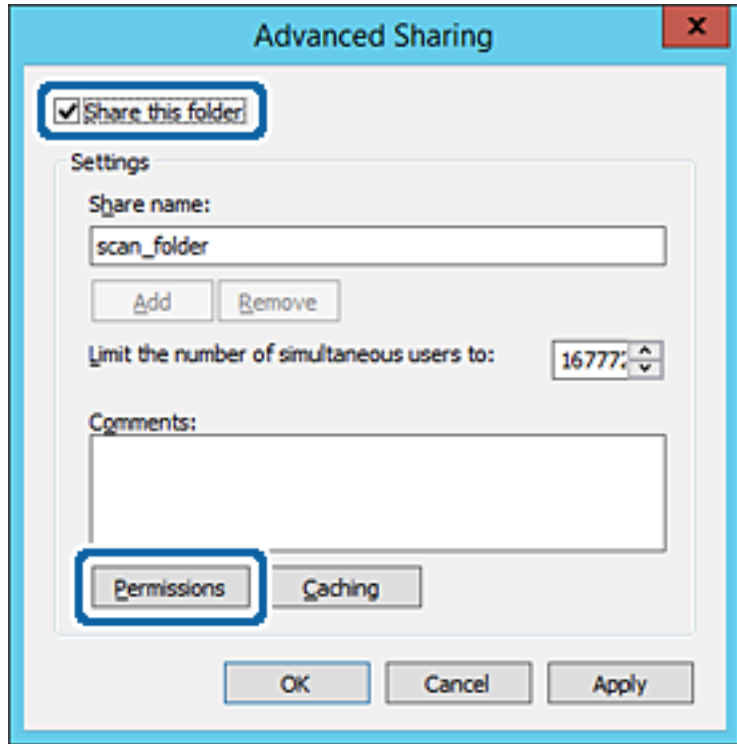 Advanced Sharing
x
Share this folder
Settings
Share name:
scan_folder
Add Remove
Limit the number of simultaneous users to: 16777
Comments:
Permissions Caching
OK Cancel Apply